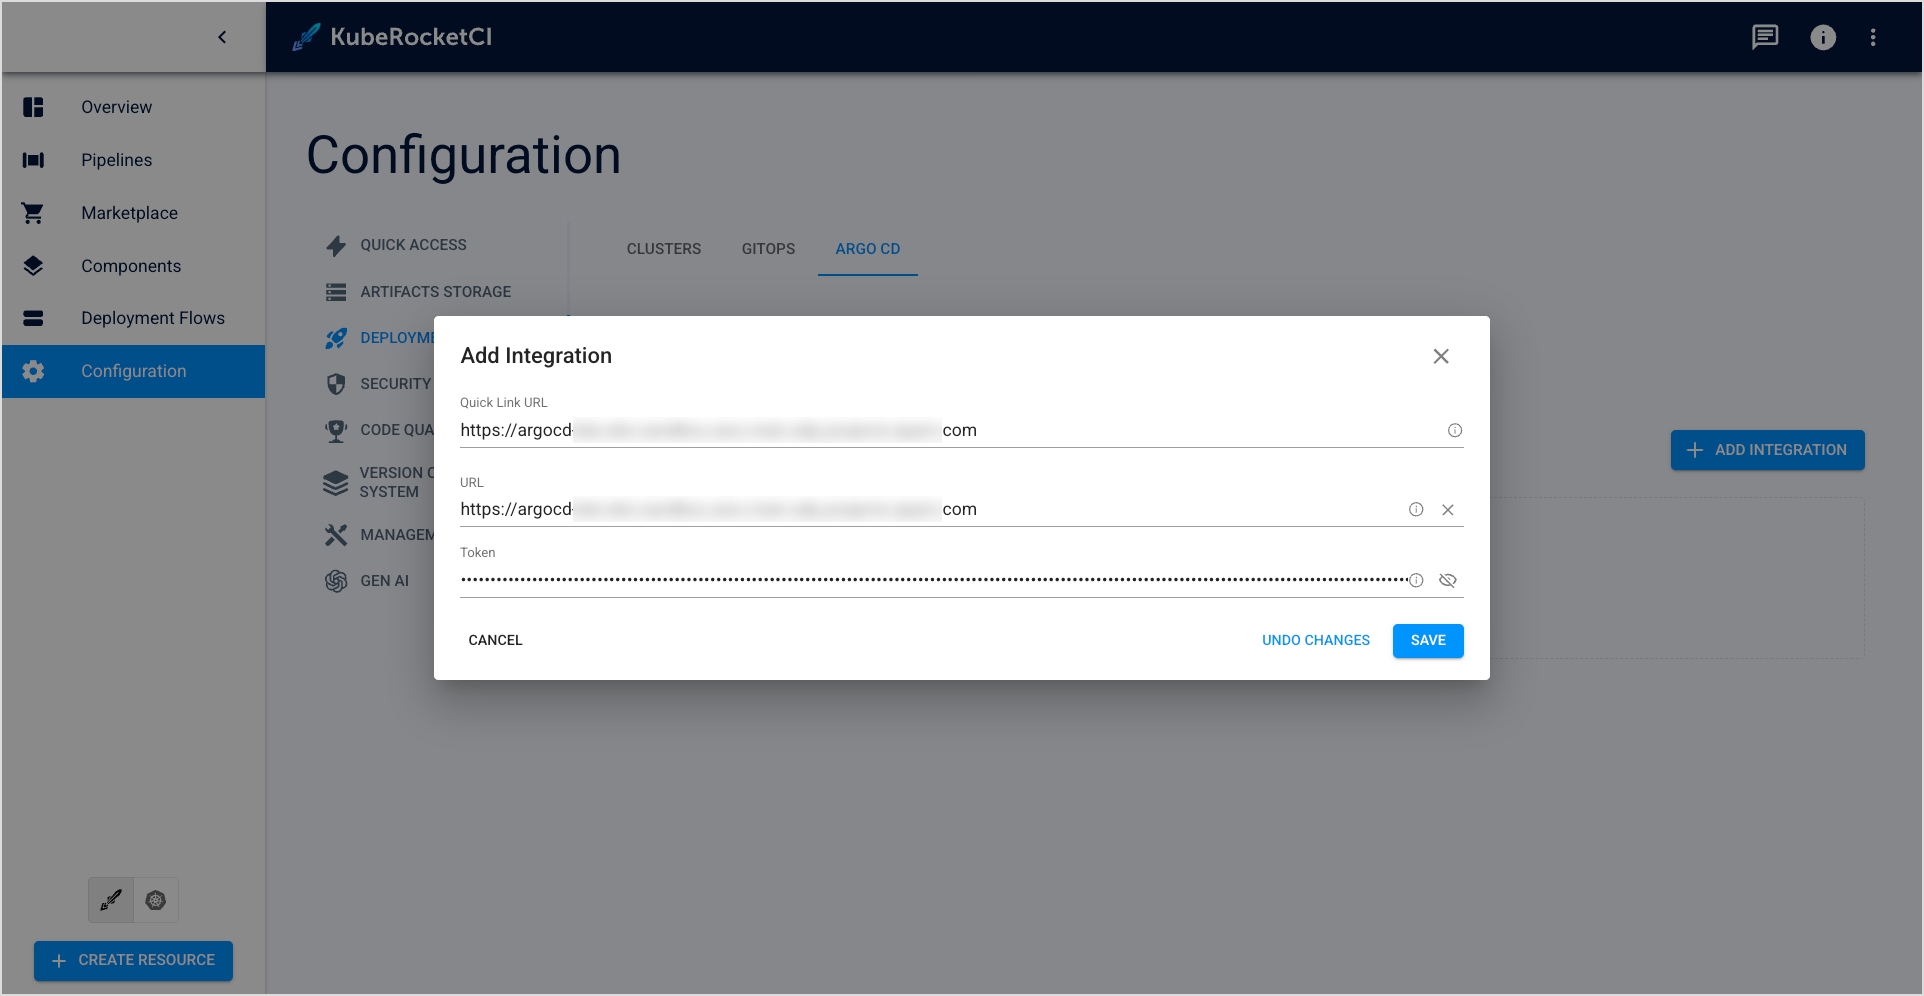 KubeRocketCI
Overview
Pipelines
Marketplace
Components
Deployment Flows
Configuration
CREATE RESOURCE
Configuration
QUICK ACCESS
ARTIFACTS STORAGE
DEPLOYME
SECURITY
CODE QUA
VERSION C
SYSTEM
MANAGEM
GEN AI
CLUSTERS
GITOPS
ARGO CD
ADD INTEGRATION
Add Integration
Quick Link URL
https://argocd- com
URL
https://argocd- com
Token
CANCEL
UNDO CHANGES
SAVE